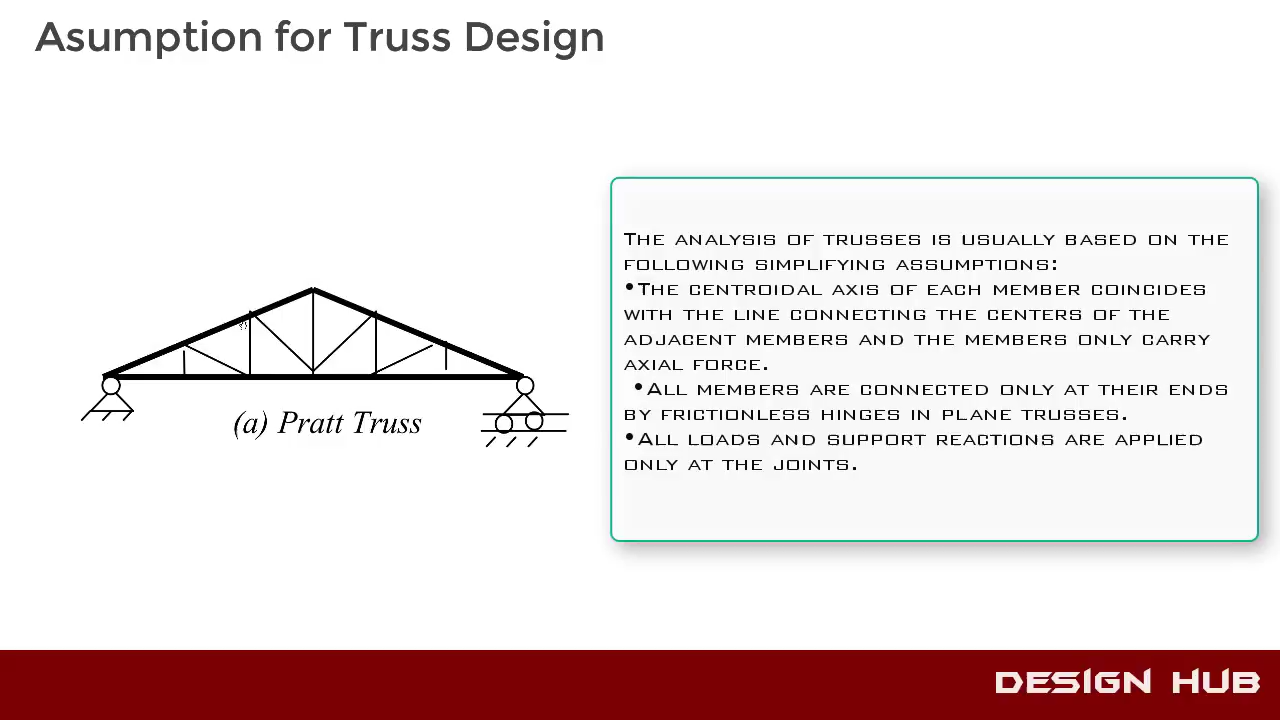 Asumption for Truss Design
The analysis of trusses is usually based on the
following simplifying assumptions:
•The centroidal axis of each member coincides
with the line connecting the centers of the
adjacent members and the members only carry
axial force.
•All members are connected only at their ends
by frictionless hinges in plane trusses.
•All loads and support reactions are applied
only at the joints.
(a) Pratt Truss
DESIGN HUB